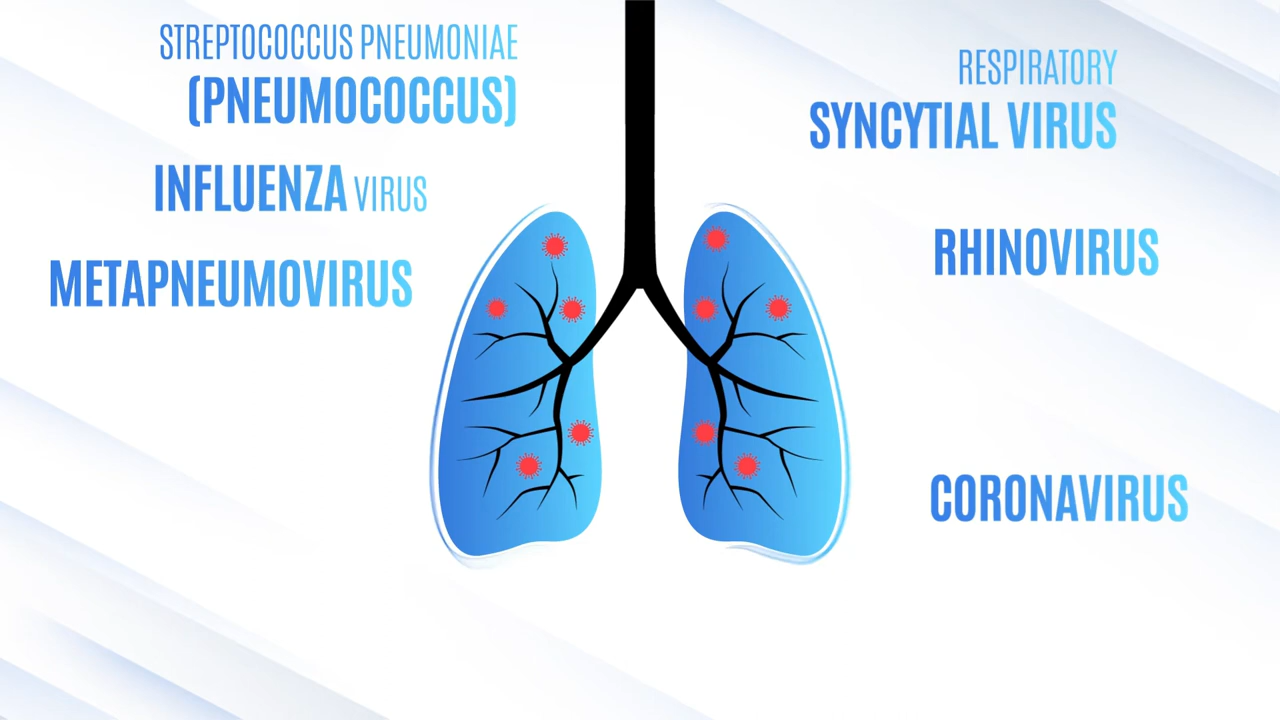 STREPTOCOCCUS PNEUMONIAE
(PNEUMOCOCCUS)
INFLUENZA VIRUS
METAPNEUMOVIRUS
RESPIRATORY
SYNCYTIAL VIRUS
RHINOVIRUS
CORONAVIRUS